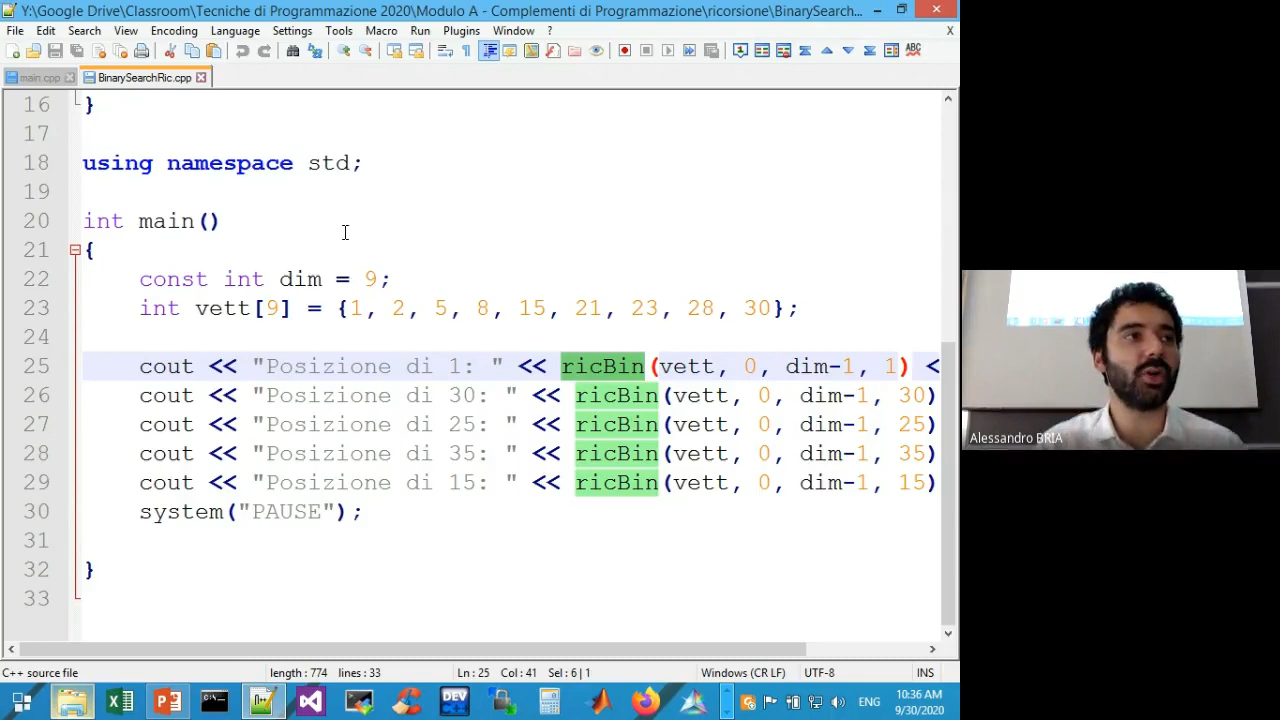 Y:\Google Drive\Classroom\Tecniche di Programmazione 2020\Modulo A - Complementi di Programmazione\ricorsione\BinarySearch...
File Edit Search View Encoding Language Settings Tools Macro Run Plugins Window ? X
main.cpp BinarySearchRic.cpp
16 }
17
18 using namespace std;
19
20 int main()
21 {
22 const int dim = 9;
23 int vett[9] = {1, 2, 5, 8, 15, 21, 23, 28, 30};
24
25 cout << "Posizione di 1: " << ricBin(vett, 0, dim-1, 1) <
26 cout << "Posizione di 30: " << ricBin(vett, 0, dim-1, 30)
27 cout << "Posizione di 25: " << ricBin(vett, 0, dim-1, 25)
28 cout << "Posizione di 35: " << ricBin(vett, 0, dim-1, 35)
29 cout << "Posizione di 15: " << ricBin(vett, 0, dim-1, 15)
30 system("PAUSE");
31
32 }
33
Alessandro BRIA
C++ source file length : 774 lines : 33 Ln : 25 Col : 41 Sel : 6 | 1 Windows (CR LF) UTF-8 INS
DEV
ENG
10:36 AM
9/30/2020